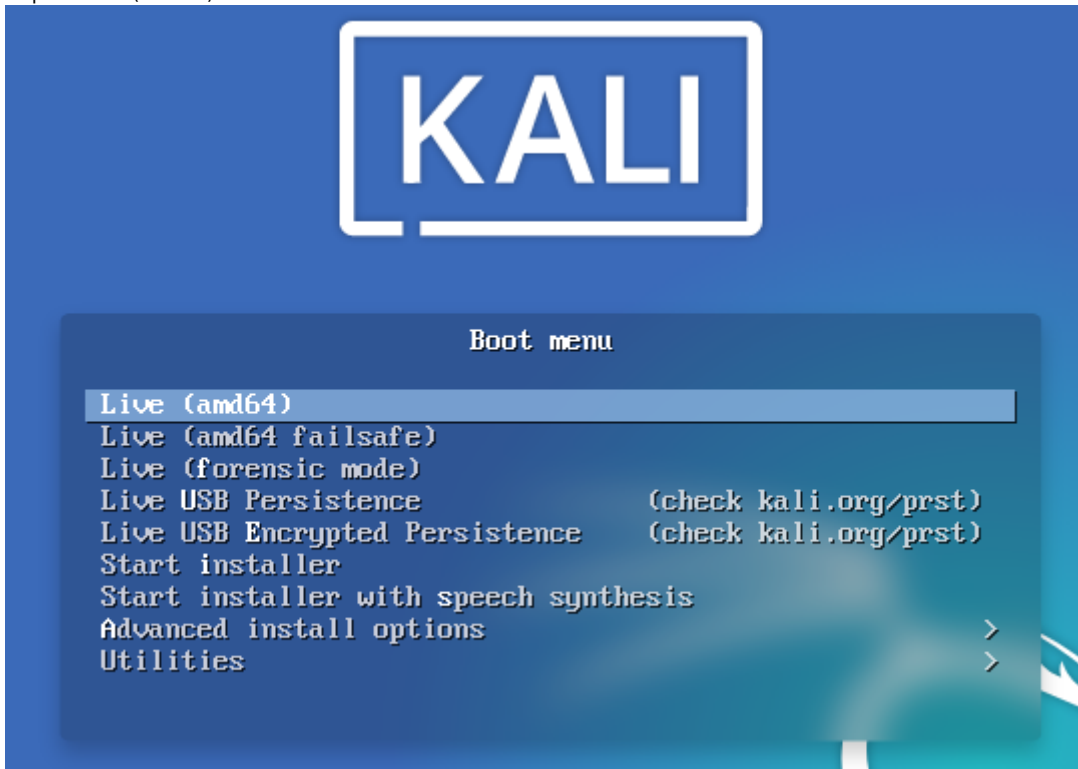 KALI
Boot menu
Live (amd64)
Live (amd64 failsafe)
Live (forensic mode)
Live USB Persistence (check kali.org/prst)
Live USB Encrypted Persistence (check kali.org/prst)
Start installer
Start installer with speech synthesis
Advanced install options >
Utilities >